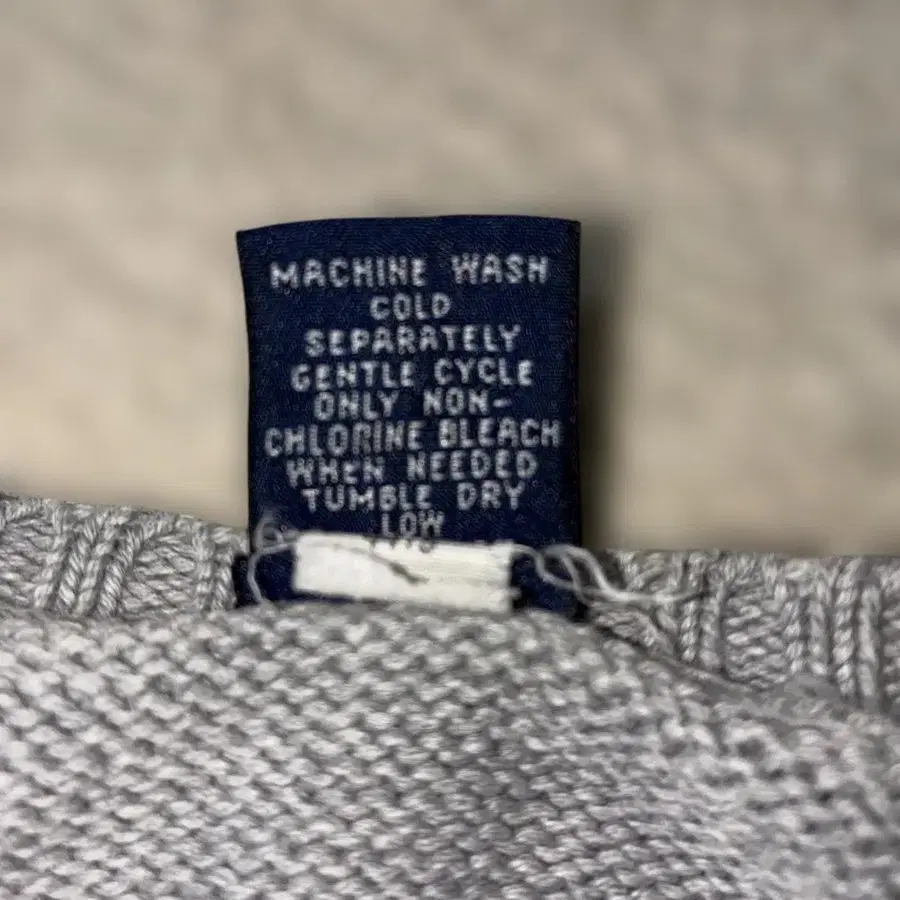 MACHINE WASH
COLD
SEPARATELY
GENTLE CYCLE
ONLY NON-
CHLORINE BLEACH
WHEN NEEDED
TUMBLE DRY
LOW